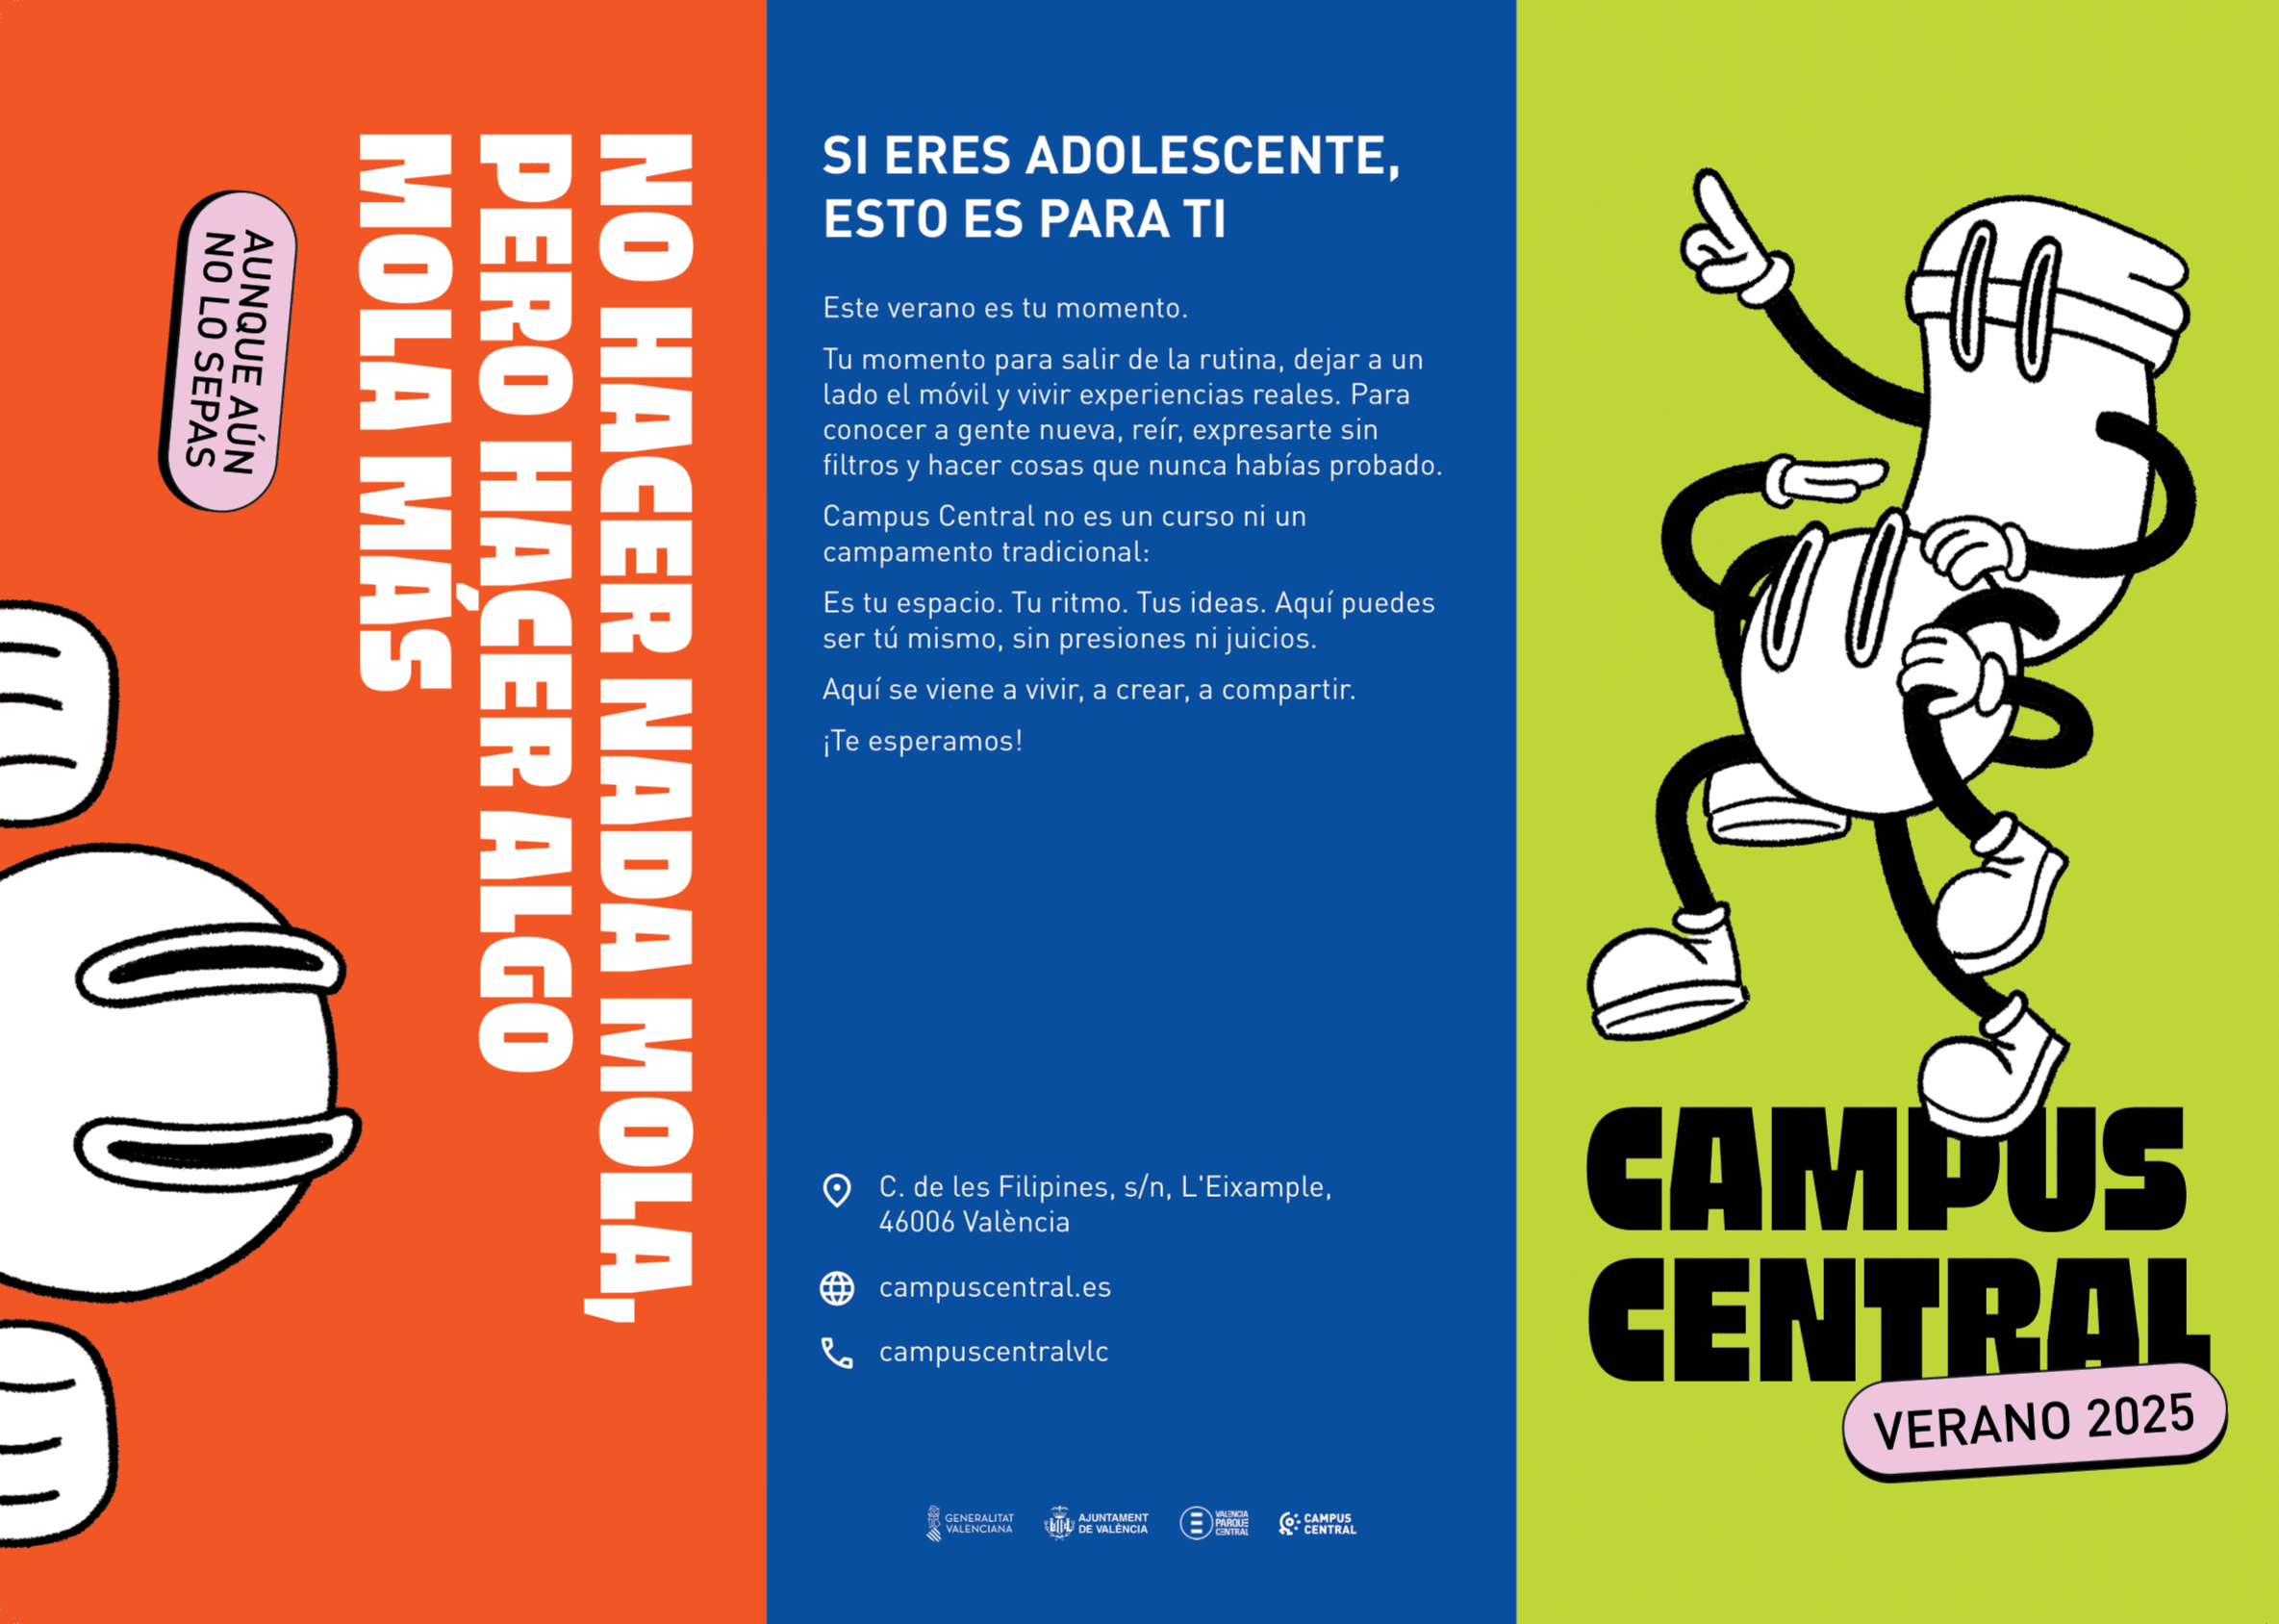 NO HACER NADA MOLA,
PERO HACER ALGO
MOLA MÁS
AUNQUE AÚN
NO LO SEPAS
SI ERES ADOLESCENTE,
ESTO ES PARA TI
Este verano es tu momento.
Tu momento para salir de la rutina, dejar a un
lado el móvil y vivir experiencias reales. Para
conocer a gente nueva, reír, expresarte sin
filtros y hacer cosas que nunca habías probado.
Campus Central no es un curso ni un
campamento tradicional:
Es tu espacio. Tu ritmo. Tus ideas. Aquí puedes
ser tú mismo, sin presiones ni juicios.
Aquí se viene a vivir, a crear, a compartir.
¡Te esperamos!
C. de les Filipines, s/n, L'Eixample,
46006 València
campuscentral.es
campuscentralvlc
GENERALITAT
VALENCIANA
AJUNTAMENT
DE VALÈNCIA
VALENCIA
PARQUE
CENTRAL
CAMPUS
CENTRAL
CAMPUS
CENTRAL
VERANO 2025